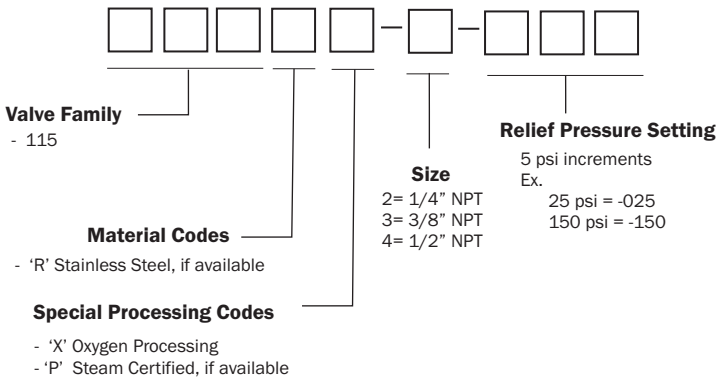 Valve Family
- 115
Relief Pressure Setting
5 psi increments
Ex.
25 psi = -025
150 psi = -150
Size
2= 1/4” NPT
3= 3/8” NPT
4= 1/2” NPT
Material Codes
- ‘R’ Stainless Steel, if available
Special Processing Codes
- ‘X’ Oxygen Processing
- ‘P’ Steam Certified, if available